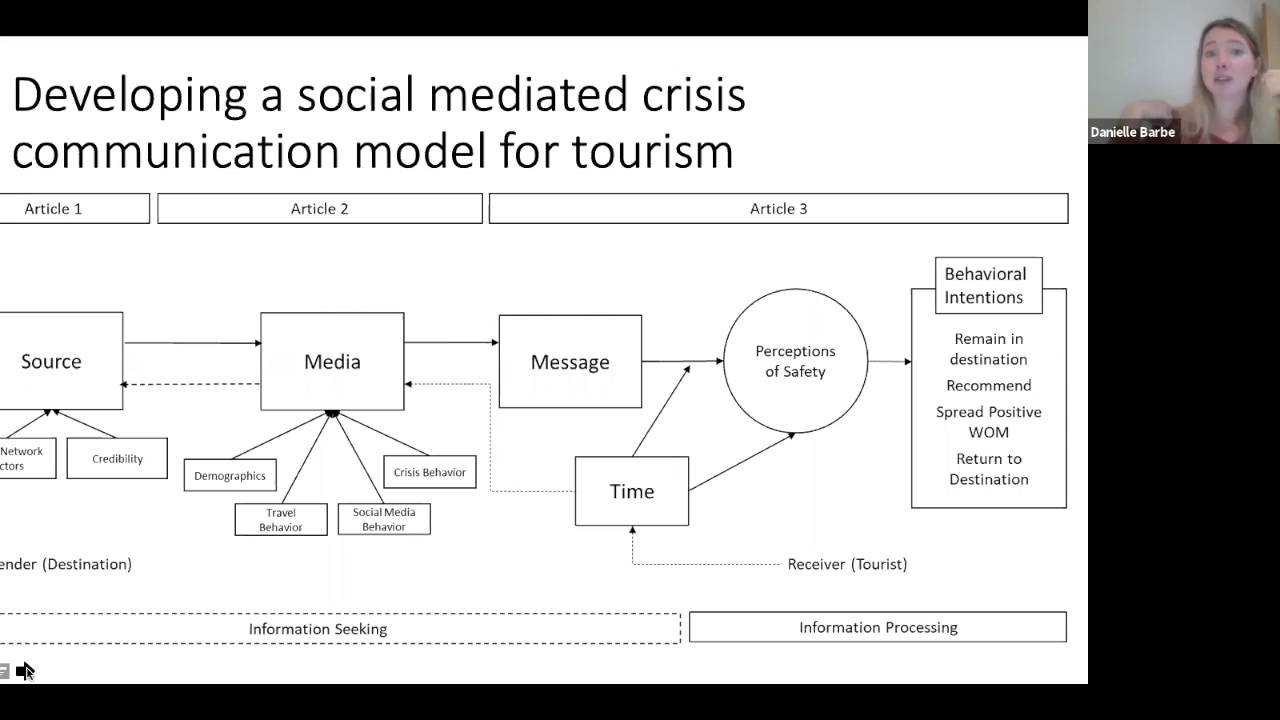 Developing a social mediated crisis
communication model for tourism
Danielle Barbe
Article 1
Article 2
Article 3
Source
Media
Message
Perceptions
of Safety
Behavioral
Intentions
Remain in
destination
Recommend
Spread Positive
WOM
Return to
Destination
Network
ctors
Credibility
Demographics
Travel
Behavior
Social Media
Behavior
Crisis Behavior
Time
ender (Destination)
Receiver (Tourist)
Information Seeking
Information Processing